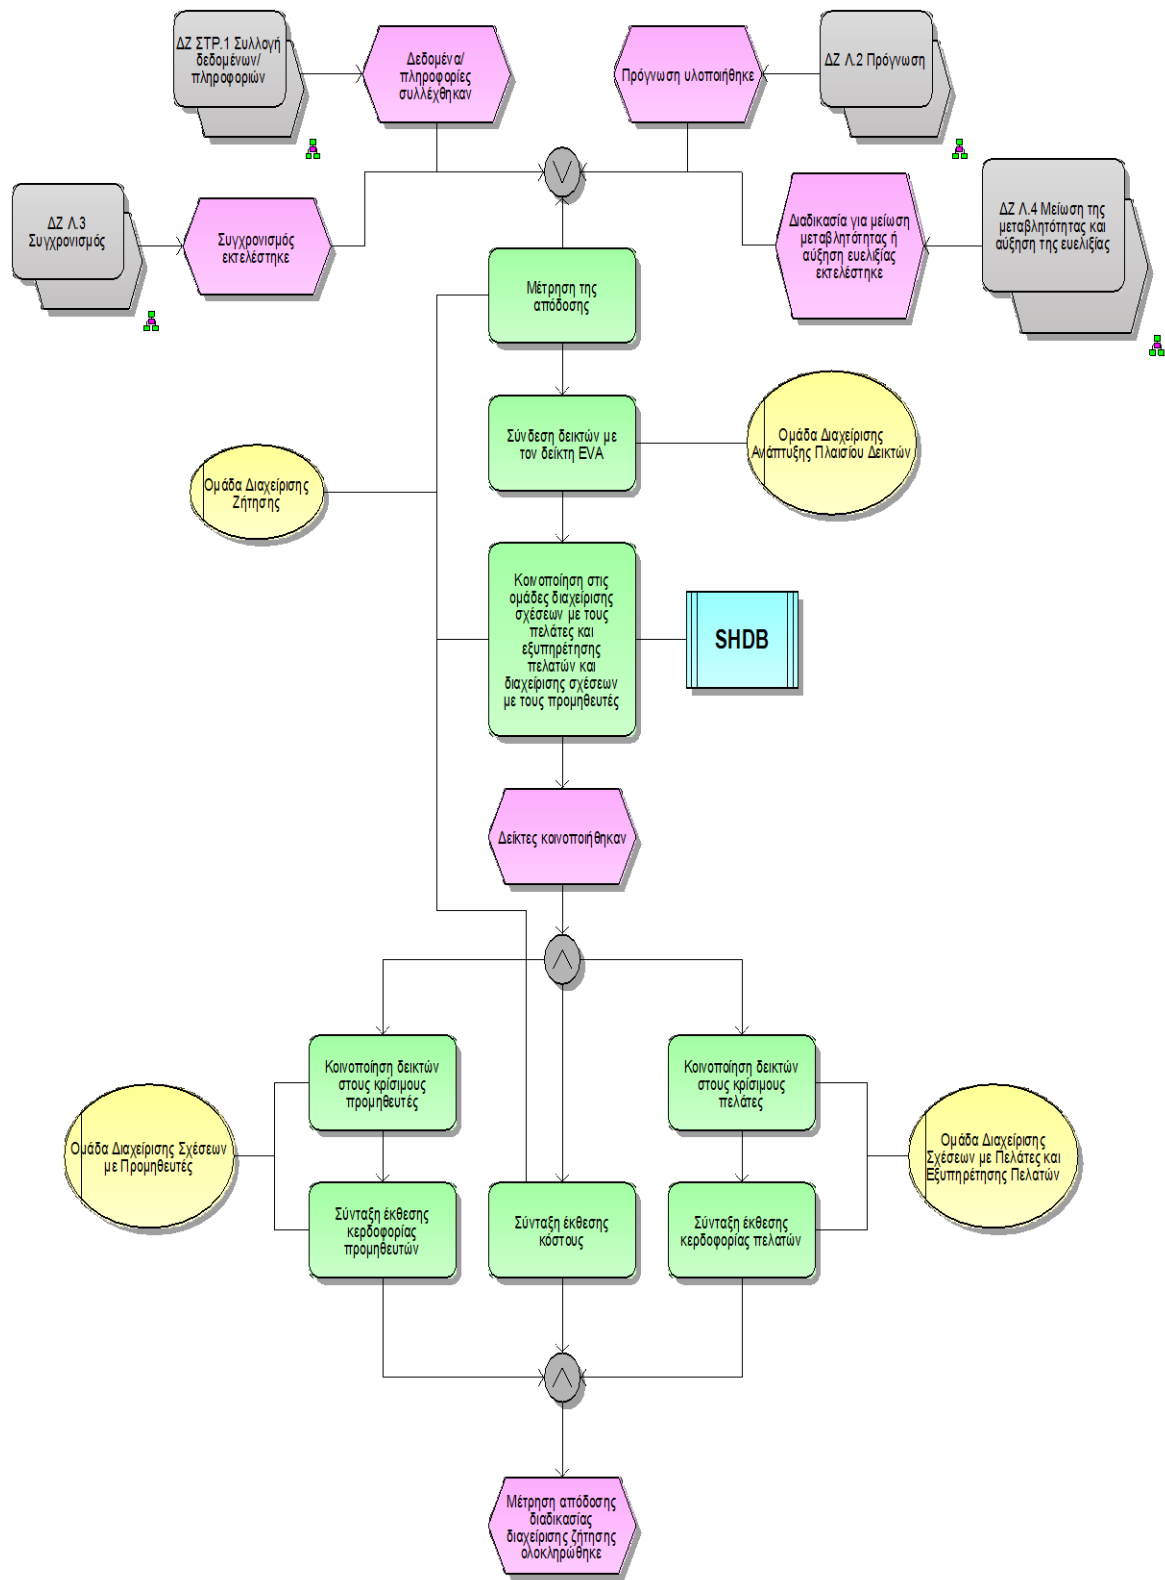 ΔΖ ΣΤΡ.1 Συλλογή
δεδομένων/
πληροφοριών
Δεδομένα/
πληροφορίες
συλλέχθηκαν
Πρόγνωση υλοποιήθηκε
ΔΖ Λ.2 Πρόγνωση
ΔΖ Λ.3
Συγχρονισμός
Συγχρονισμός
εκτελέστηκε
Διαδικασία για μείωση
μεταβλητότητας ή
αύξηση ευελιξίας
εκτελέστηκε
ΔΖ Λ.4 Μείωση της
μεταβλητότητας και
αύξηση της ευελιξίας
Μέτρηση της
απόδοσης
Σύνδεση δεικτών με
τον δείκτη EVA
Ομάδα Διαχείρισης
Ανάπτυξης Πλαισίου Δεικτών
Ομάδα Διαχείρισης
Ζήτησης
Κοινοποίηση στις
ομάδες διαχείρισης
σχέσεων με τους
πελάτες και
εξυπηρέτησης
πελατών και
διαχείρισης σχέσεων
με τους προμηθευτές
SHDB
Δείκτες κοινοποιήθηκαν
Κοινοποίηση δεικτών
στους κρίσιμους
προμηθευτές
Κοινοποίηση δεικτών
στους κρίσιμους
πελάτες
Ομάδα Διαχείρισης Σχέσεων
με Προμηθευτές
Ομάδα Διαχείρισης
Σχέσεων με Πελάτες και
Εξυπηρέτησης Πελατών
Σύνταξη έκθεσης
κερδοφορίας
προμηθευτών
Σύνταξη έκθεσης
κόστους
Σύνταξη έκθεσης
κερδοφορίας πελατών
Μέτρηση απόδοσης
διαδικασίας
διαχείρισης ζήτησης
ολοκληρώθηκε